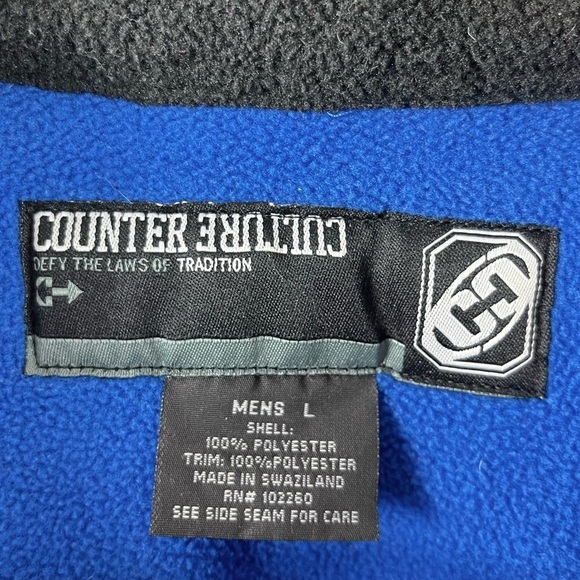 COUNTER CULTURE
DEFY THE LAWS OF TRADITION
MENS L
SHELL:
100% POLYESTER
TRIM: 100%POLYESTER
MADE IN SWAZILAND
RN# 102260
SEE SIDE SEAM FOR CARE